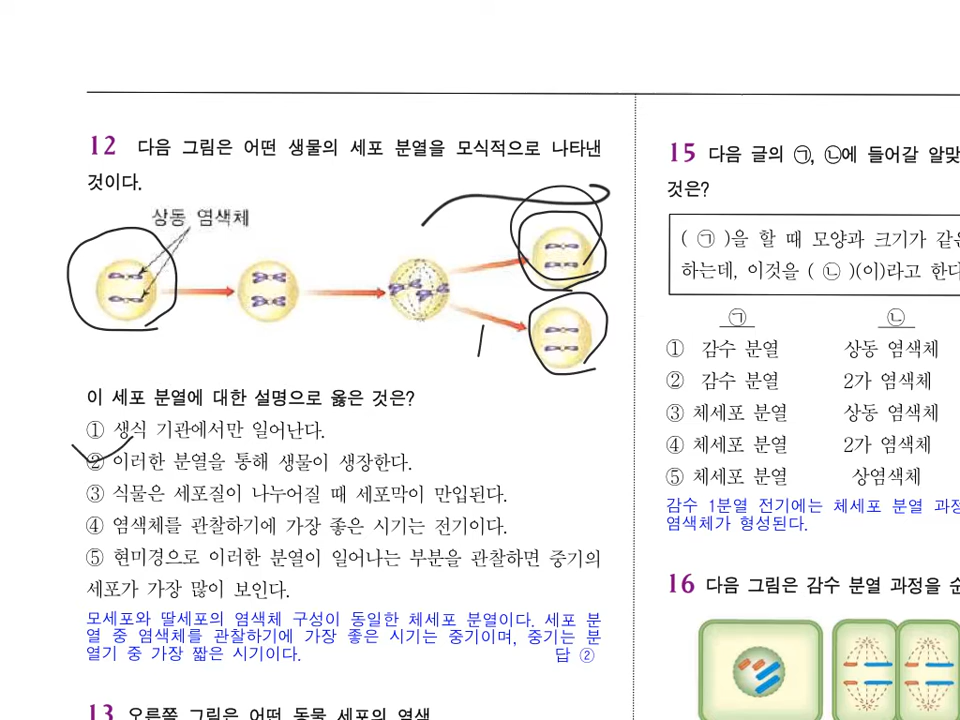 12 다음 그림은 어떤 생물의 세포 분열을 모식적으로 나타낸
것이다.
상동 염색체
이 세포 분열에 대한 설명으로 옳은 것은?
① 생식 기관에서만 일어난다.
② 이러한 분열을 통해 생물이 생장한다.
③ 식물은 세포질이 나누어질 때 세포막이 만입된다.
④ 염색체를 관찰하기에 가장 좋은 시기는 전기이다.
⑤ 현미경으로 이러한 분열이 일어나는 부분을 관찰하면 중기의
세포가 가장 많이 보인다.
모세포와 딸세포의 염색체 구성이 동일한 체세포 분열이다. 세포 분
열 중 염색체를 관찰하기에 가장 좋은 시기는 중기이며, 중기는 분
열기 중 가장 짧은 시기이다. 답 ②
13 오른쪽 그림은 어떤 동물 세포의 염색
15 다음 글의 ㉠, ㉡에 들어갈 알맞
것은?
( ㉠ )을 할 때 모양과 크기가 같은
하는데, 이것을 ( ㉡ )(이)라고 한다
㉠ ㉡
① 감수 분열 상동 염색체
② 감수 분열 2가 염색체
③ 체세포 분열 상동 염색체
④ 체세포 분열 2가 염색체
⑤ 체세포 분열 상염색체
감수 1분열 전기에는 체세포 분열 과정
염색체가 형성된다.
16 다음 그림은 감수 분열 과정을 순